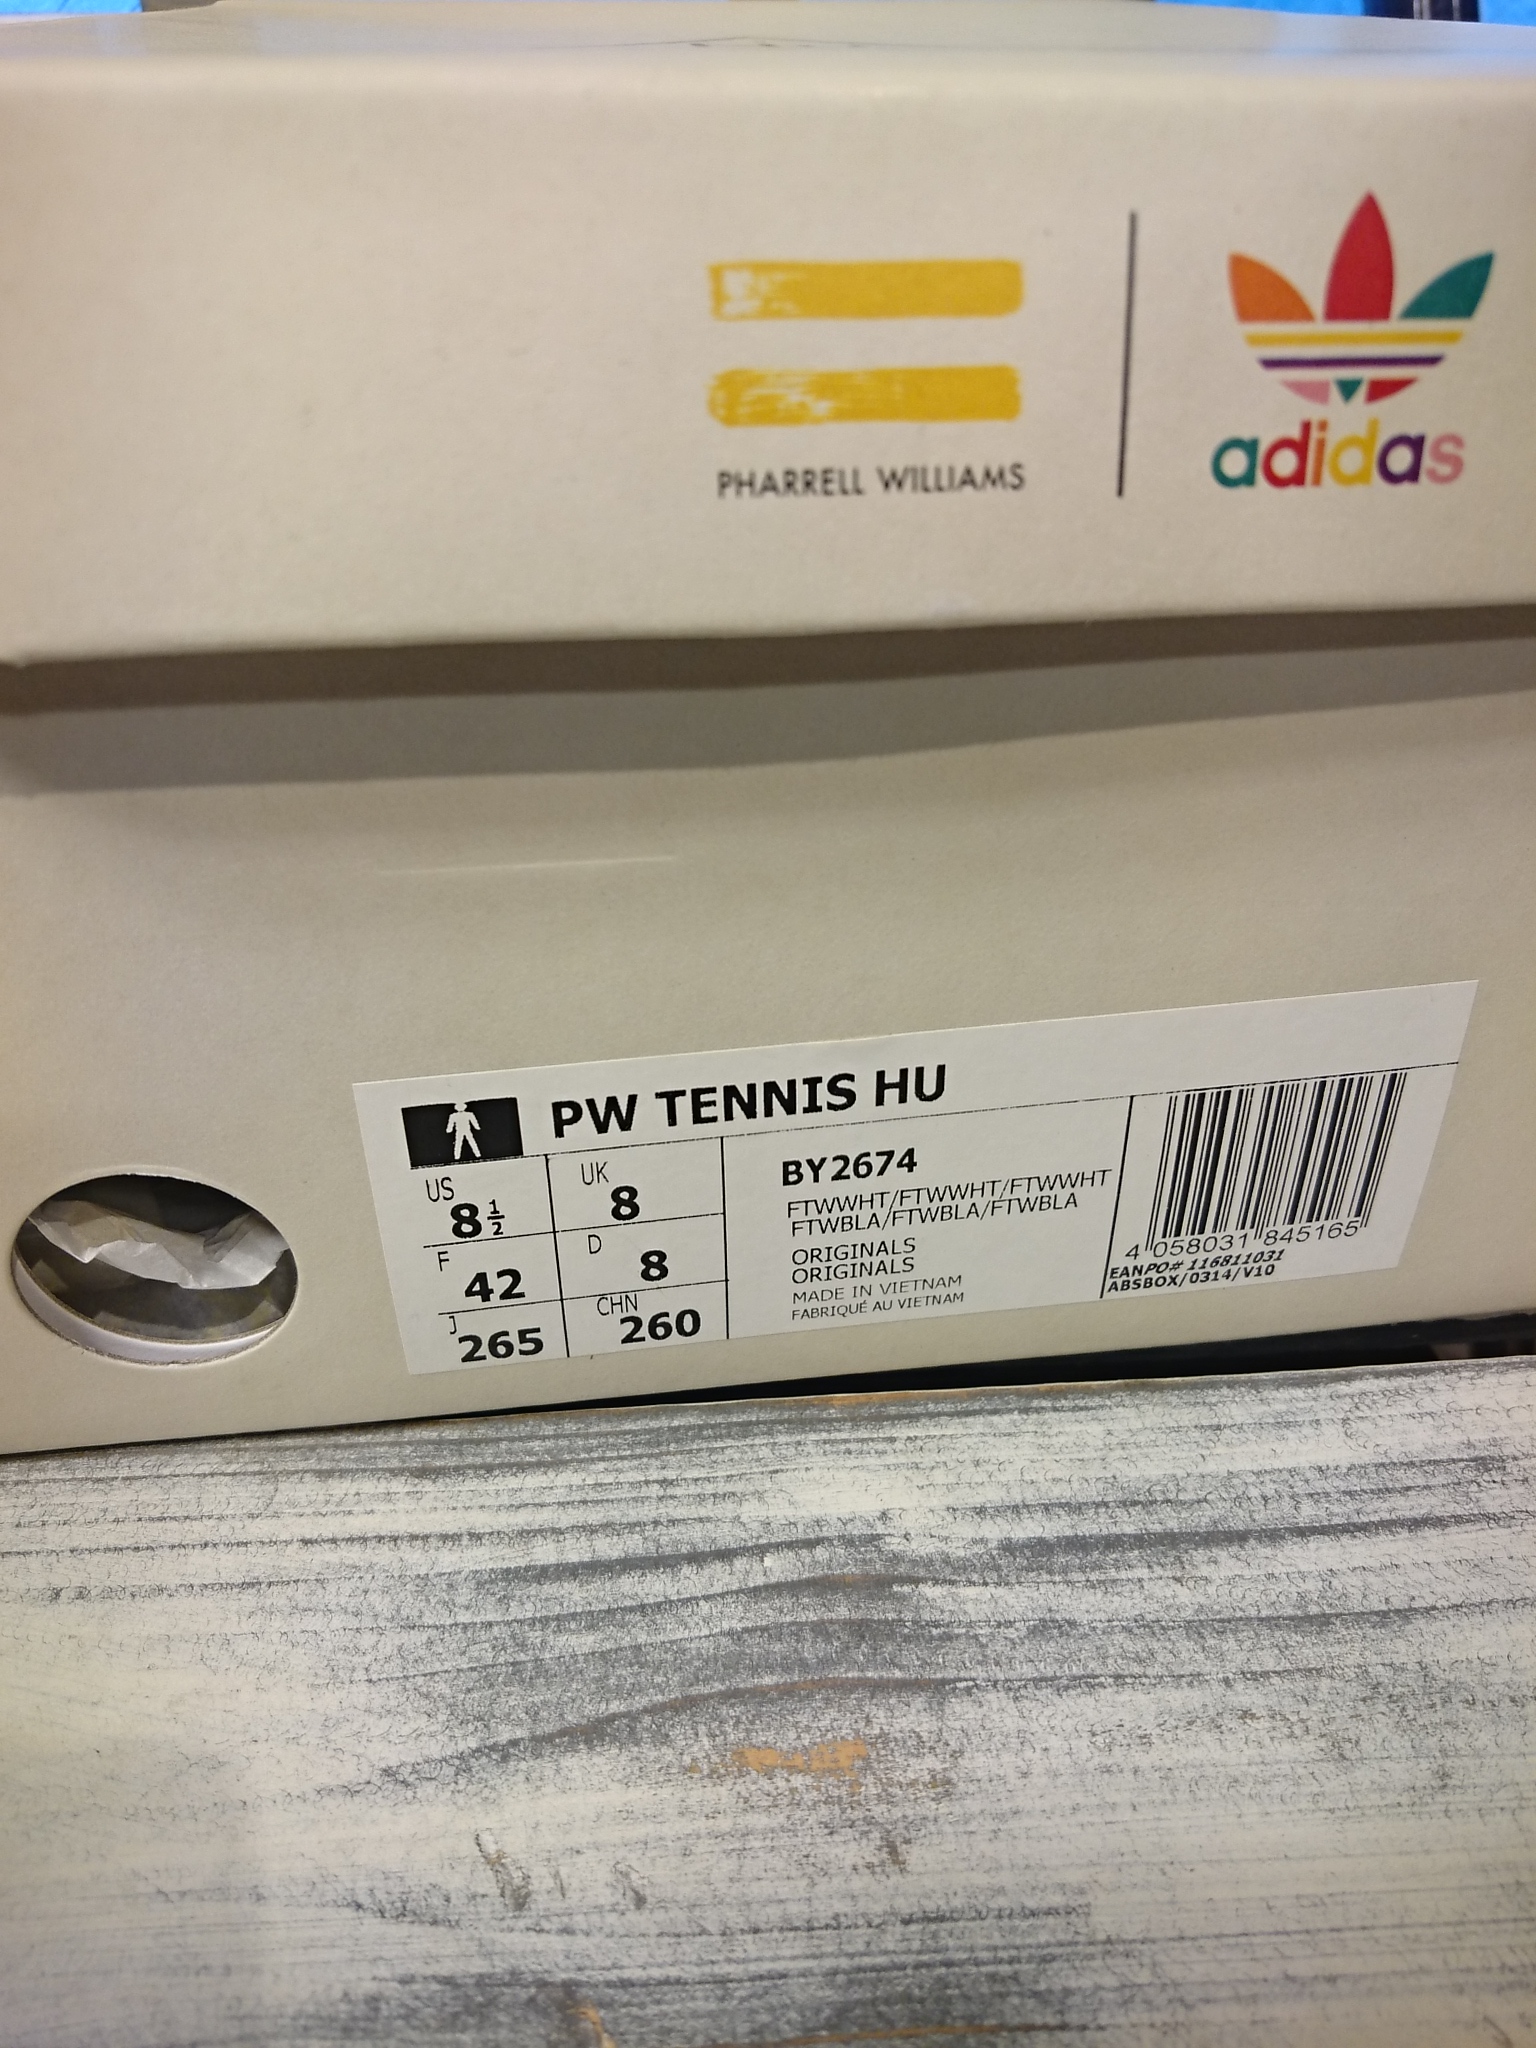 PHARRELL WILLIAMS
adidas
PW TENNIS HU
US
8½
UK
8
F
42
D
8
J
265
CHN
260
BY2674
FTWWHT/FTWWHT/FTWWHT
FTWBLA/FTWBLA/FTWBLA
ORIGINALS
ORIGINALS
MADE IN VIETNAM
FABRIQUÉ AU VIETNAM
4 058031 845165
EANPO# 116811031
ABSBOX/0314/V10